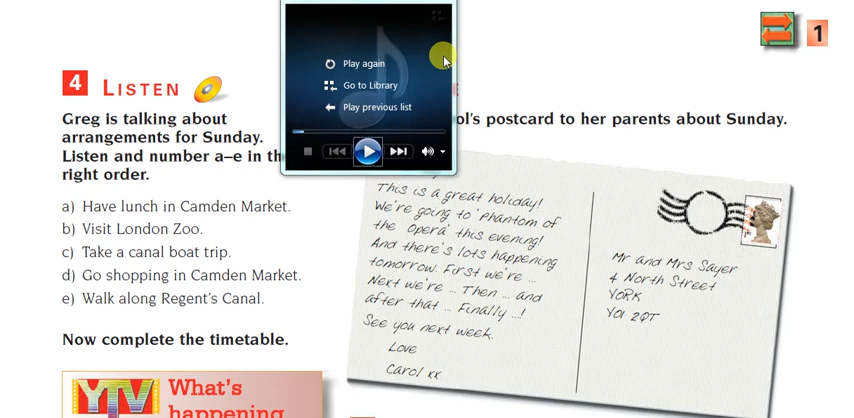 1
4 LISTEN
Greg is talking about
arrangements for Sunday.
Listen and number a–e in th
right order.
a) Have lunch in Camden Market.
b) Visit London Zoo.
c) Take a canal boat trip.
d) Go shopping in Camden Market.
e) Walk along Regent's Canal.
Now complete the timetable.
YTV What's
happening
Play again
Go to Library
Play previous list
ol's postcard to her parents about Sunday.
This is a great holiday!
We're going to 'Phantom of
the Opera' this evening!
And there's lots happening
tomorrow. First we're ...
Next we're ... Then ... and
after that ... Finally ...!
See you next week.
Love
Carol xx
Mr and Mrs Sayer
4 North Street
YORK
YO1 2QT